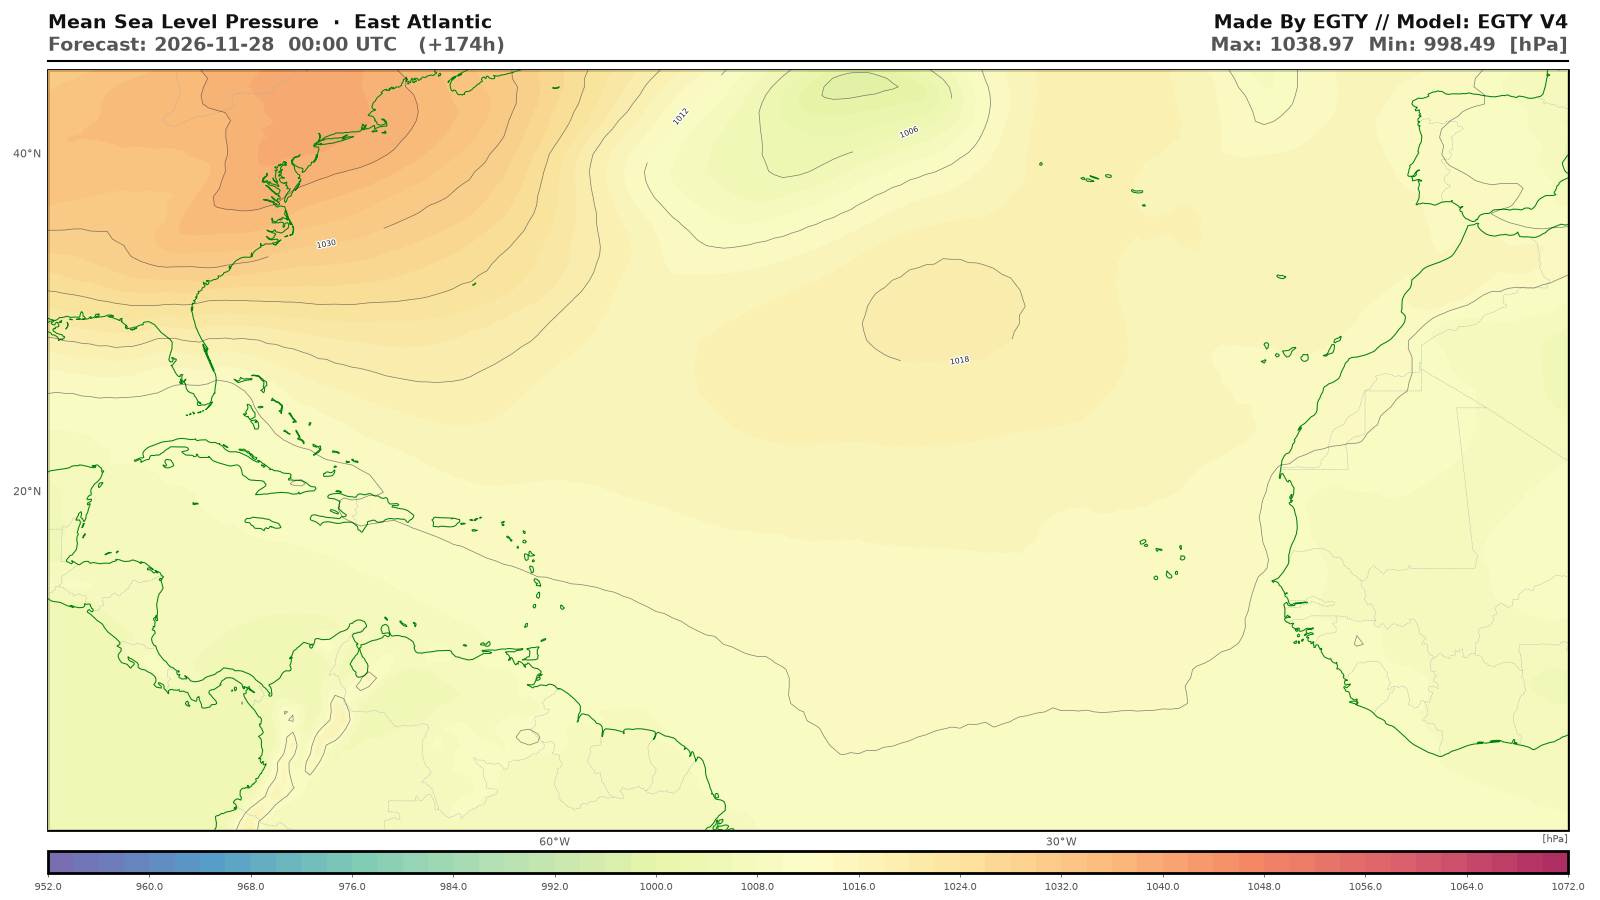 Mean Sea Level Pressure · East Atlantic
Made By EGTY // Model: EGTY V4
Forecast: 2026-11-28 00:00 UTC (+174h)
Max: 1038.97 Min: 998.49 [hPa]
1012
1006
40°N
1030
1018
20°N
60°W
30°W
[hPa]
952.0 960.0 968.0 976.0 984.0 992.0 1000.0 1008.0 1016.0 1024.0 1032.0 1040.0 1048.0 1056.0 1064.0 1072.0